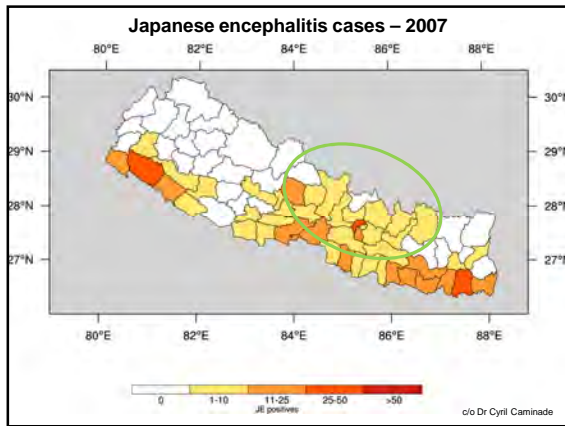 Japanese encephalitis cases – 2007
80°E 82°E 84°E 86°E 88°E
30°N 30°N
29°N 29°N
28°N 28°N
27°N 27°N
80°E 82°E 84°E 86°E 88°E
0 1-10 11-25 25-50 >50
JE positives
c/o Dr Cyril Caminade